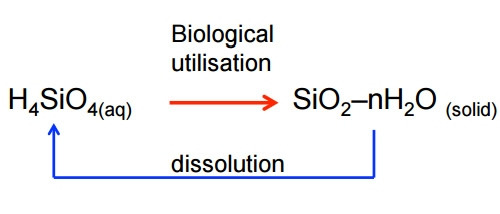 Biological
utilisation
H₄SiO₄(aq) SiO₂–nH₂O (solid)
dissolution